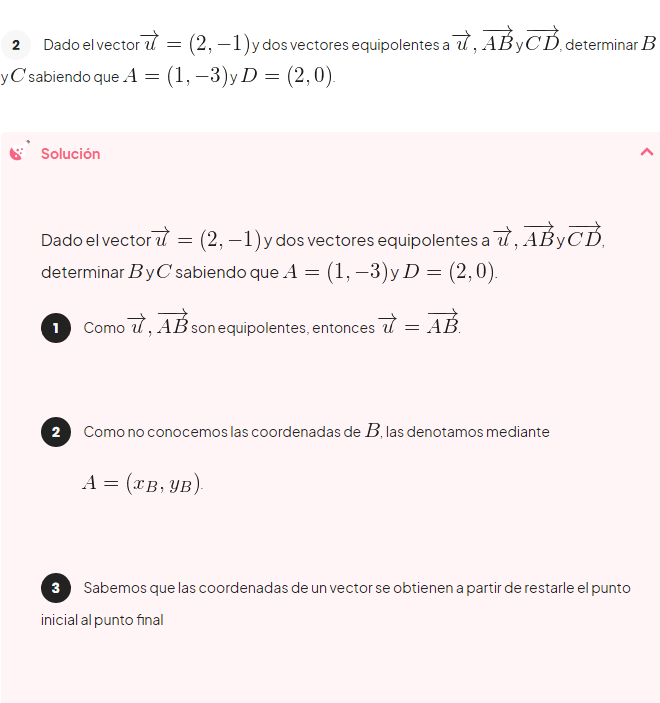 2 Dado el vector $\overrightarrow{u} = (2, -1)$ y dos vectores equipolentes a $\overrightarrow{u}$, $\overrightarrow{AB}$ y $\overrightarrow{CD}$, determinar $B$
y $C$ sabiendo que $A = (1, -3)$ y $D = (2, 0)$.
Solución
Dado el vector $\overrightarrow{u} = (2, -1)$ y dos vectores equipolentes a $\overrightarrow{u}$, $\overrightarrow{AB}$ y $\overrightarrow{CD}$,
determinar $B$ y $C$ sabiendo que $A = (1, -3)$ y $D = (2, 0)$.
1 Como $\overrightarrow{u}$, $\overrightarrow{AB}$ son equipolentes, entonces $\overrightarrow{u} = \overrightarrow{AB}$.
2 Como no conocemos las coordenadas de $B$, las denotamos mediante
$A = (x_B, y_B)$.
3 Sabemos que las coordenadas de un vector se obtienen a partir de restarle el punto
inicial al punto final